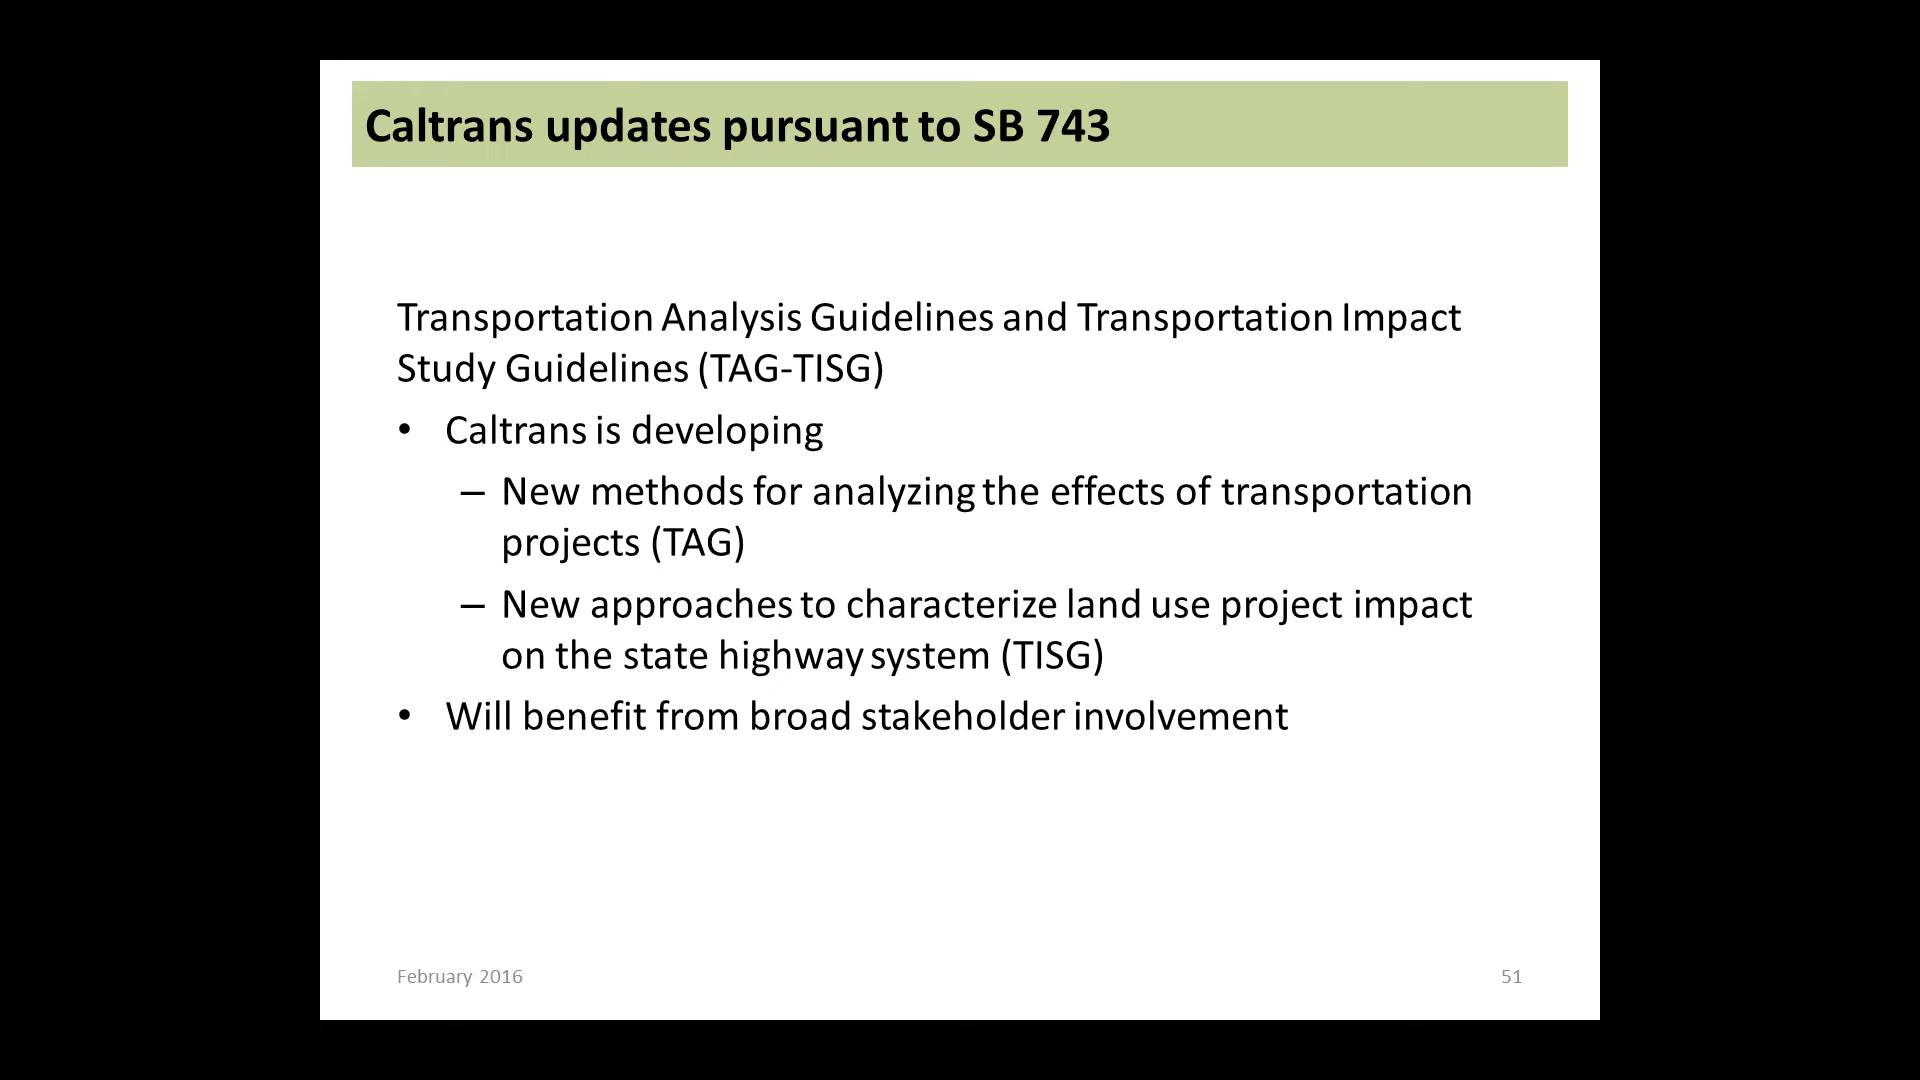 Caltrans updates pursuant to SB 743
Transportation Analysis Guidelines and Transportation Impact
Study Guidelines (TAG-TISG)
• Caltrans is developing
– New methods for analyzing the effects of transportation
projects (TAG)
– New approaches to characterize land use project impact
on the state highway system (TISG)
• Will benefit from broad stakeholder involvement
February 2016
51